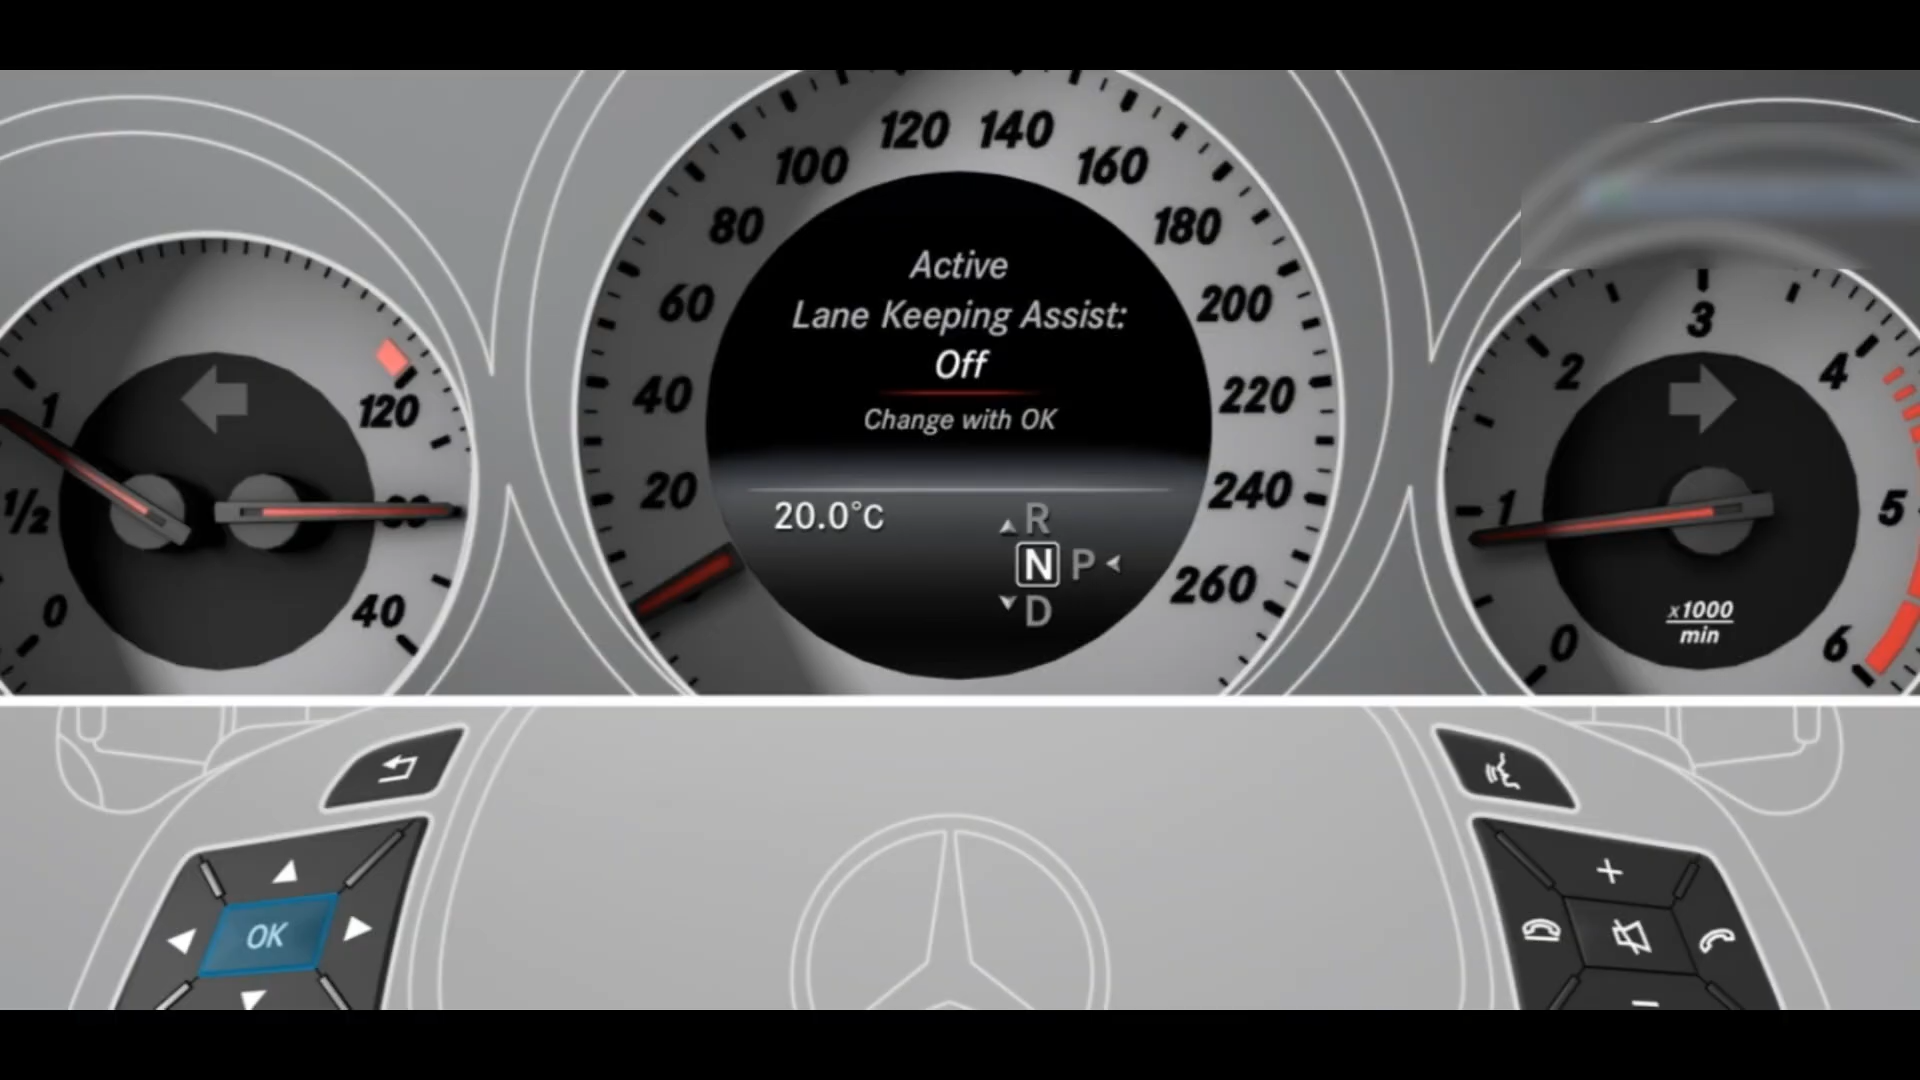 120 140
100 160
80 180
60 200
40 220
20 240
260
Active
Lane Keeping Assist:
Off
Change with OK
20.0°C
R
N P
D
1
1/2
0
120
40
3
2 4
1 5
0 6
x1000
min
OK